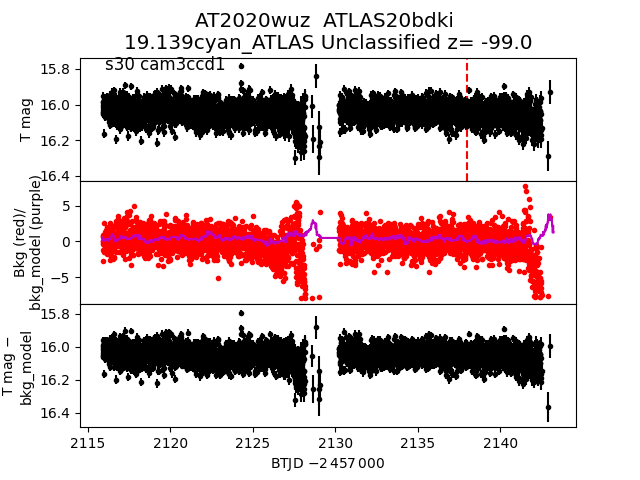 AT2020wuz ATLAS20bdki
19.139cyan_ATLAS Unclassified z= -99.0
s30 cam3ccd1
T mag
15.8
16.0
16.2
16.4
Bkg (red)/
bkg_model (purple)
5
0
−5
T mag −
bkg_model
15.8
16.0
16.2
16.4
2115 2120 2125 2130 2135 2140
BTJD −2 457 000